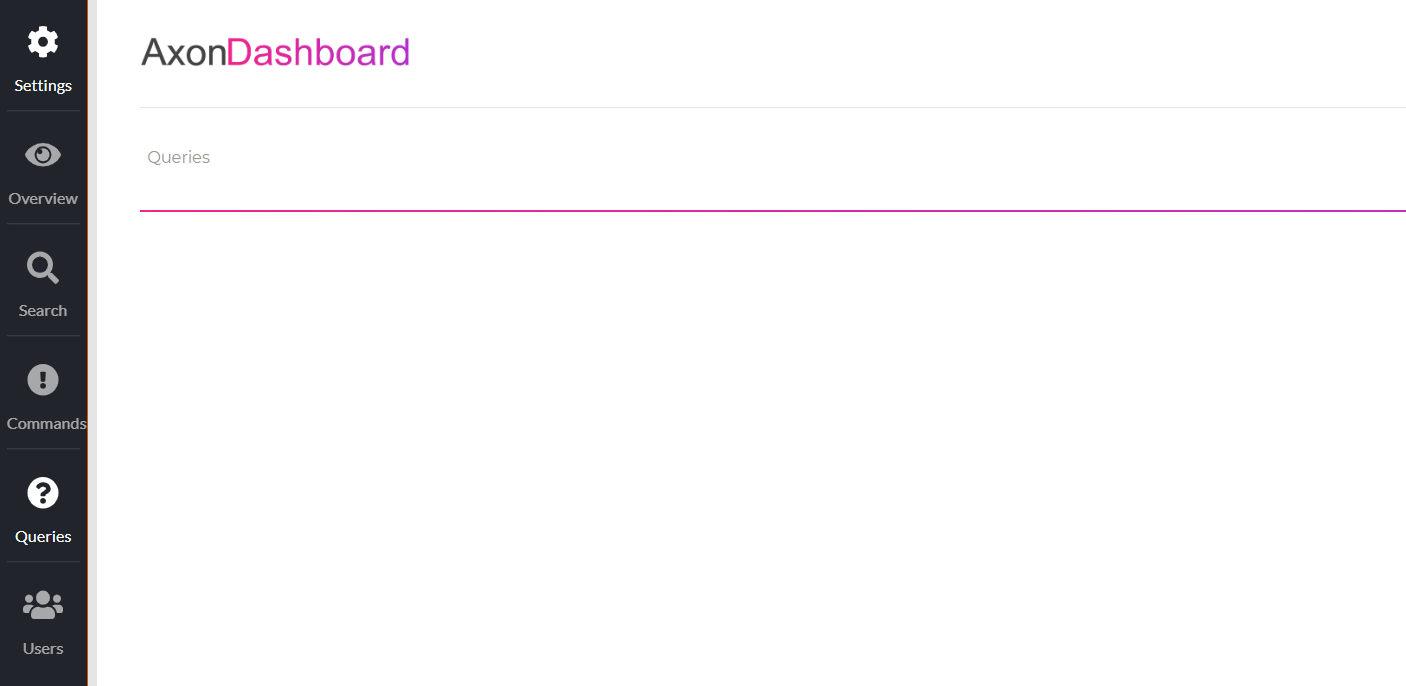 Settings
Overview
Search
Commands
Queries
Users
AxonDashboard
Queries